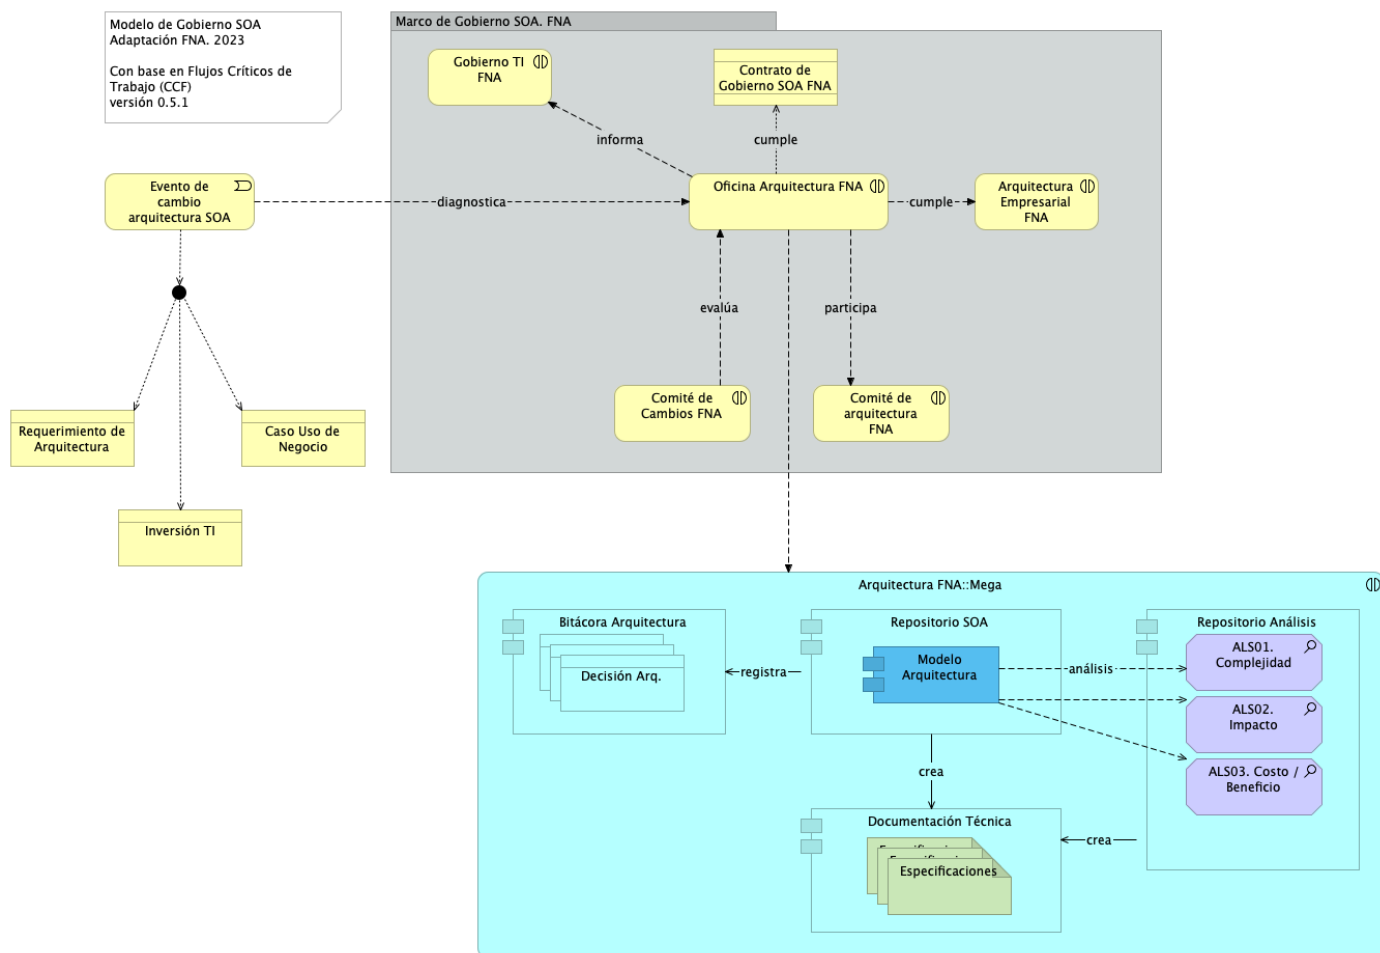 Modelo de Gobierno SOA
Adaptación FNA. 2023
Con base en Flujos Críticos de
Trabajo (CCF)
versión 0.5.1
Marco de Gobierno SOA. FNA
Gobierno TI
FNA
Contrato de
Gobierno SOA FNA
informa
cumple
Evento de
cambio
arquitectura SOA
diagnostica
Oficina Arquitectura FNA
cumple
Arquitectura
Empresarial
FNA
evalúa
participa
Comité de
Cambios FNA
Comité de
arquitectura
FNA
Requerimiento de
Arquitectura
Caso Uso de
Negocio
Inversión TI
Arquitectura FNA::Mega
Bitácora Arquitectura
Decisión Arq.
registra
Repositorio SOA
Modelo
Arquitectura
análisis
Repositorio Análisis
ALS01.
Complejidad
ALS02.
Impacto
ALS03. Costo /
Beneficio
crea
Documentación Técnica
Especificaciones
crea